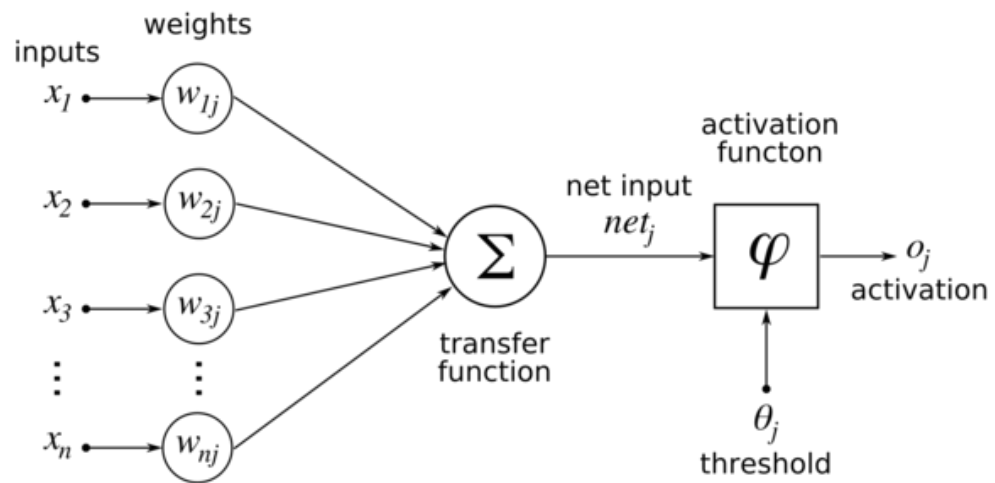 weights
inputs
x₁
w₁ⱼ
activation
functon
x₂
w₂ⱼ
net input
netⱼ
Σ
φ
oⱼ
activation
x₃
w₃ⱼ
transfer
function
⋮
⋮
θⱼ
threshold
xₙ
wₙⱼ